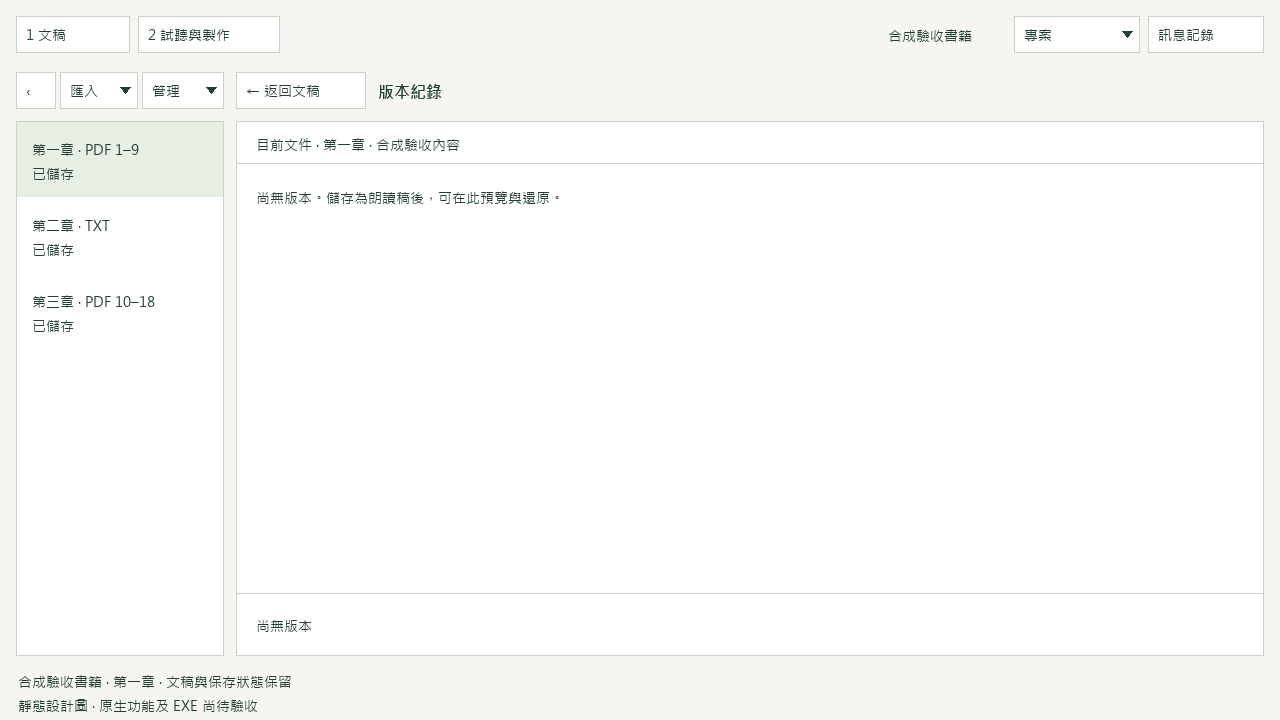 1 文稿
2 試聽與製作
合成驗收書籍
專案
訊息記錄
‹
匯入
管理
← 返回文稿
版本紀錄
第一章 · PDF 1–9
已儲存
第二章 · TXT
已儲存
第三章 · PDF 10–18
已儲存
目前文件 · 第一章 · 合成驗收內容
尚無版本。儲存為朗讀稿後，可在此預覽與還原。
尚無版本
合成驗收書籍 · 第一章 · 文稿與保存狀態保留
靜態設計圖 · 原生功能及 EXE 尚待驗收